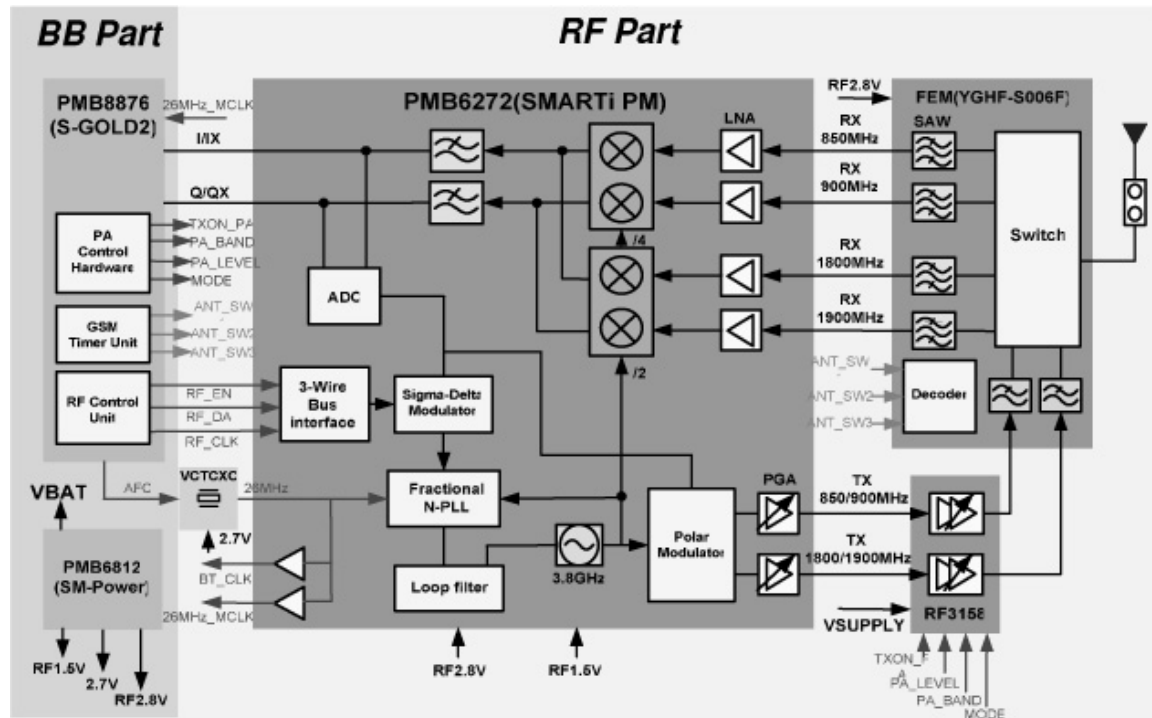 BB Part
RF Part
PMB8876
(S-GOLD2)
26MHz_MCLK
I/IX
Q/QX
PA
Control
Hardware
TXON_PA
PA_BAND
PA_LEVEL
MODE
GSM
Timer Unit
ANT_SW
ANT_SW2
ANT_SW3
RF Control
Unit
RF_EN
RF_DA
RF_CLK
AFC
VBAT
PMB6812
(SM-Power)
RF1.5V
2.7V
RF2.8V
VCTCXC
26MHz
2.7V
BT_CLK
26MHz_MCLK
PMB6272(SMARTi PM)
LNA
/4
/2
ADC
3-Wire
Bus
interface
Sigma-Delta
Modulator
Fractional
N-PLL
Loop filter
3.8GHz
Polar
Modulator
PGA
RF2.8V
RF1.5V
RF2.8V
RX
850MHz
RX
900MHz
RX
1800MHz
RX
1900MHz
FEM(YGHF-S006F)
SAW
Switch
ANT_SW
ANT_SW2
ANT_SW3
Decoder
TX
850/900MHz
TX
1800/1900MHz
VSUPPLY
RF3158
TXON_F
A
PA_LEVEL
PA_BAND
MODE